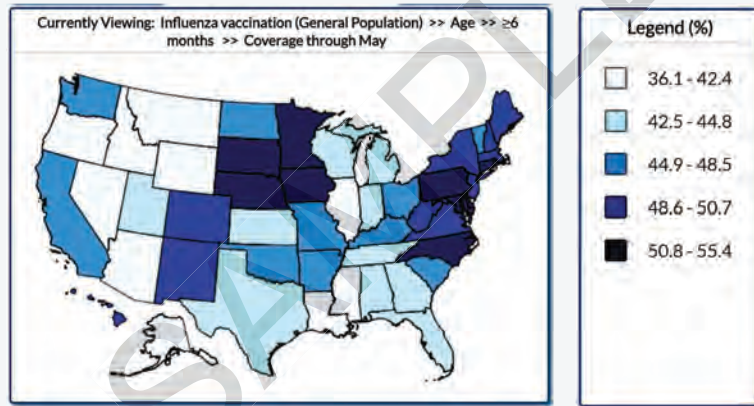 Currently Viewing: Influenza vaccination (General Population) >> Age >> ≥6
months >> Coverage through May
Legend (%)
36.1 - 42.4
42.5 - 44.8
44.9 - 48.5
48.6 - 50.7
50.8 - 55.4